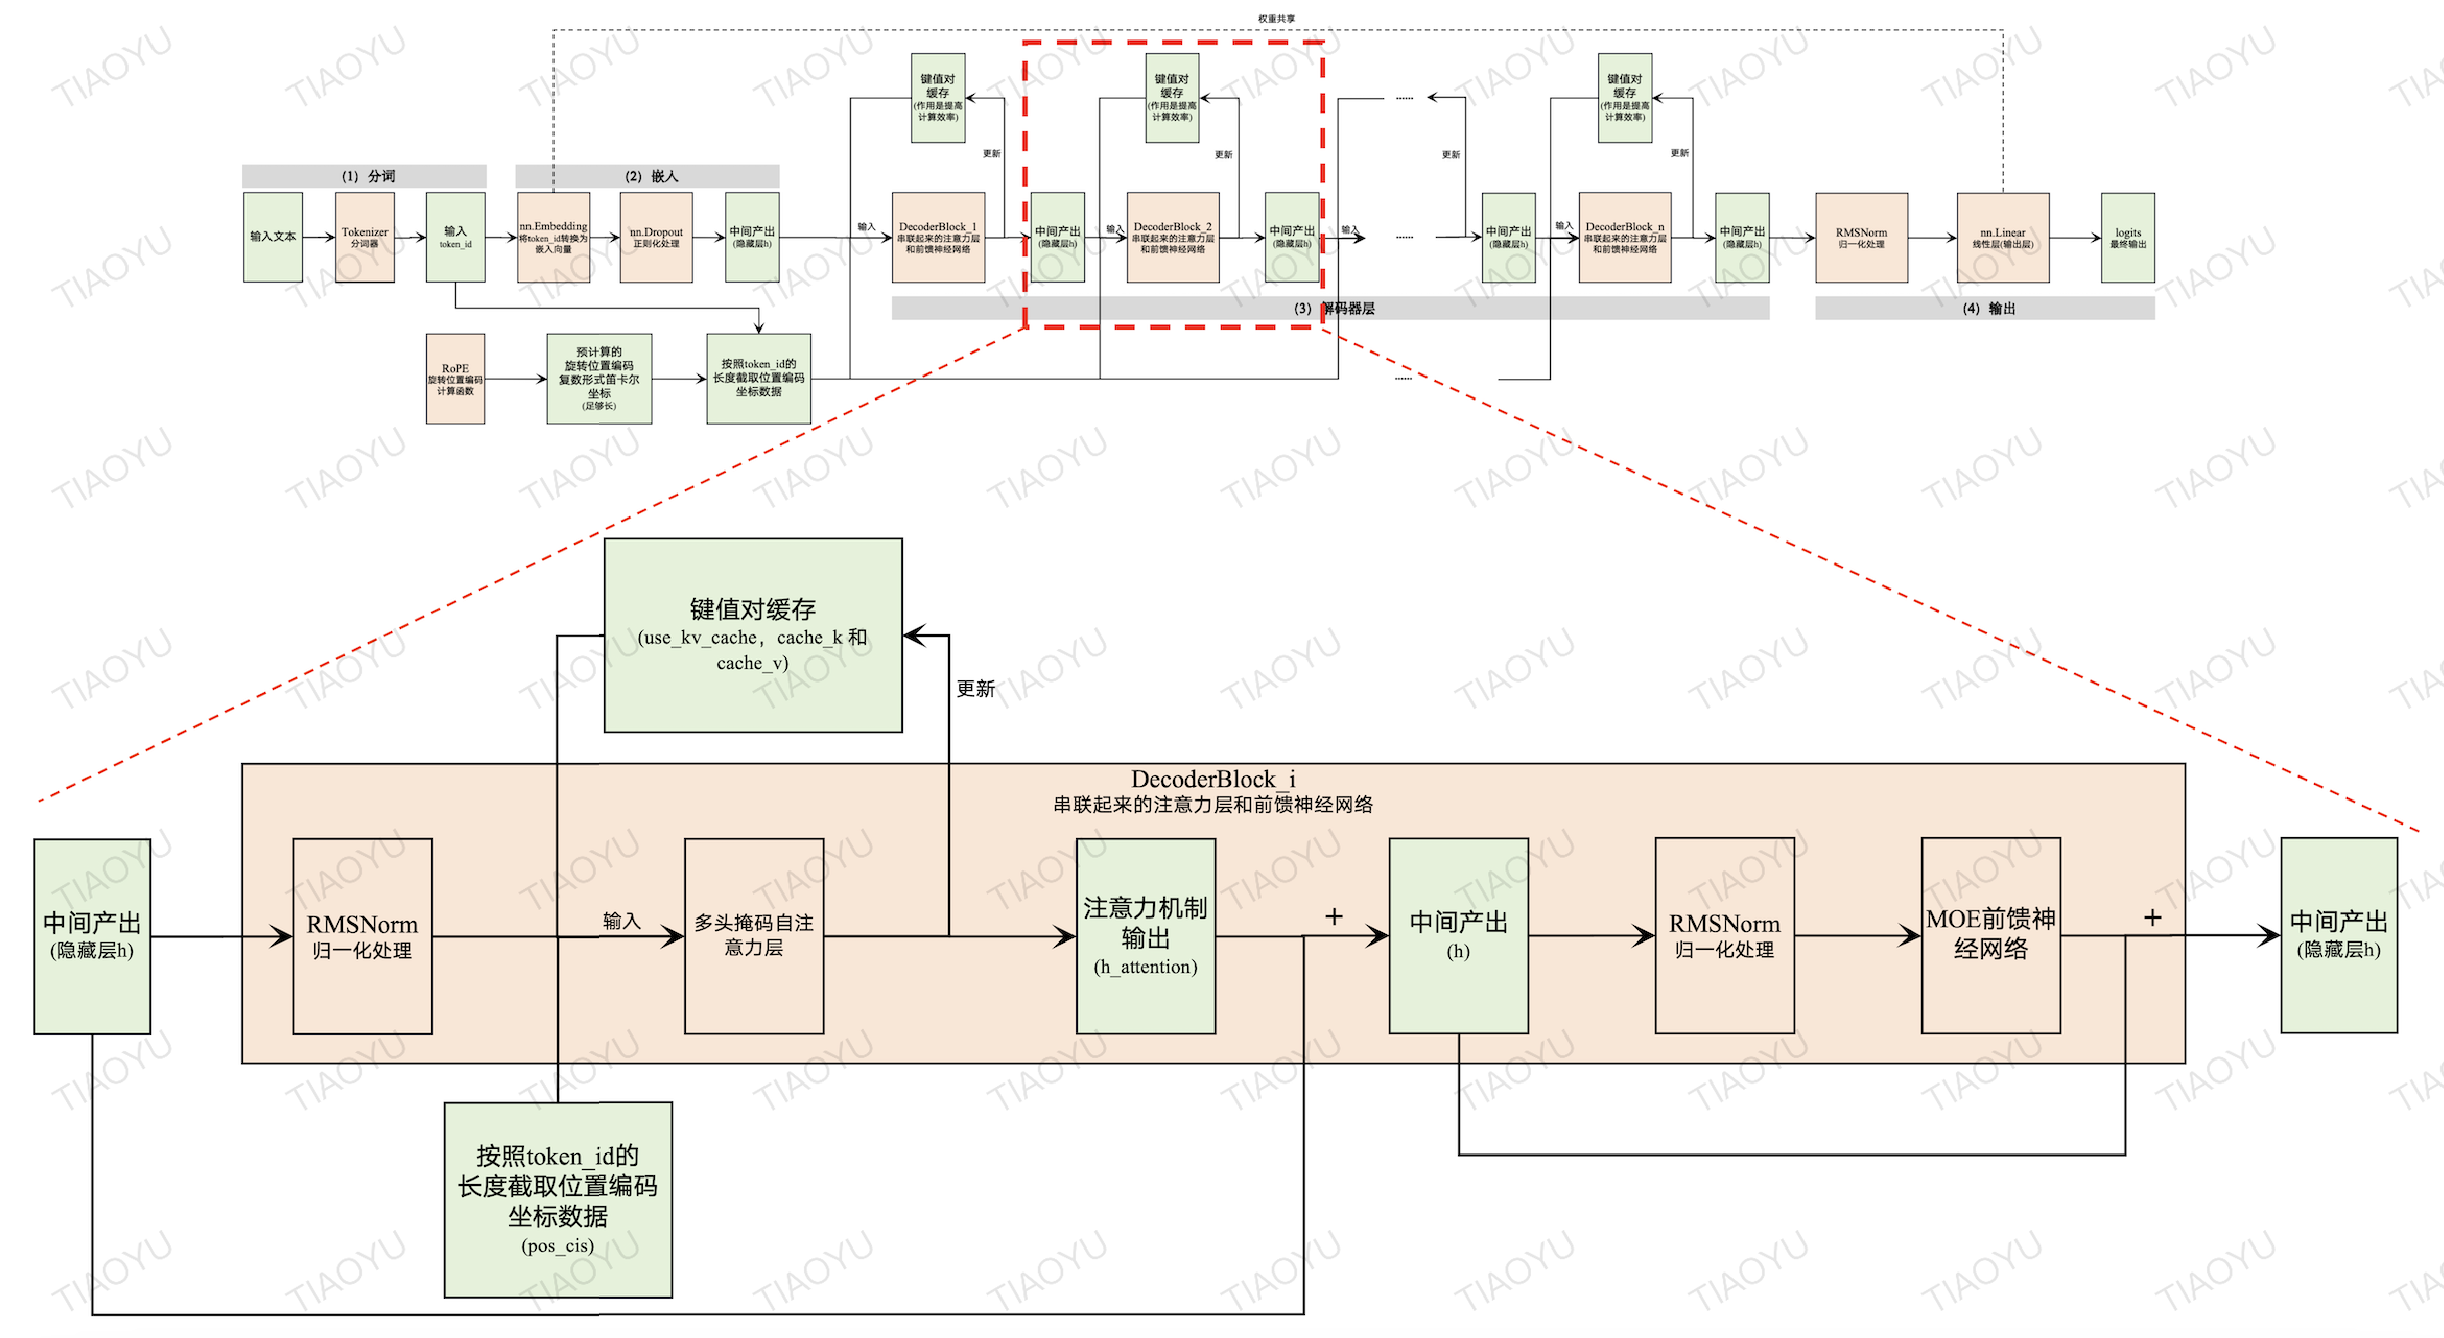 权重共享
键值对
缓存
(作用是提高
计算效率)
更新
键值对
缓存
(作用是提高
计算效率)
更新
......
更新
键值对
缓存
(作用是提高
计算效率)
更新
(1) 分词
(2) 嵌入
输入文本
Tokenizer
分词器
输入
token_id
nn.Embedding
将token_id转换为
嵌入向量
nn.Dropout
正则化处理
中间产出
(隐藏层h)
输入
DecoderBlock_1
串联起来的注意力层
和前馈神经网络
中间产出
(隐藏层h)
输入
DecoderBlock_2
串联起来的注意力层
和前馈神经网络
中间产出
(隐藏层h)
输入
......
中间产出
(隐藏层h)
输入
DecoderBlock_n
串联起来的注意力层
和前馈神经网络
中间产出
(隐藏层h)
RMSNorm
归一化处理
nn.Linear
线性层(输出层)
logits
最终输出
(3) 解码器层
(4) 输出
RoPE
旋转位置编码
计算函数
预计算的
旋转位置编码
复数形式笛卡尔
坐标
(足够长)
按照token_id的
长度截取位置编码
坐标数据
......
键值对缓存
(use_kv_cache，cache_k 和
cache_v)
更新
DecoderBlock_i
串联起来的注意力层和前馈神经网络
中间产出
(隐藏层h)
RMSNorm
归一化处理
输入
多头掩码自注
意力层
注意力机制
输出
(h_attention)
+
中间产出
(h)
RMSNorm
归一化处理
MOE前馈神
经网络
+
中间产出
(隐藏层h)
按照token_id的
长度截取位置编码
坐标数据
(pos_cis)
TIAOYU